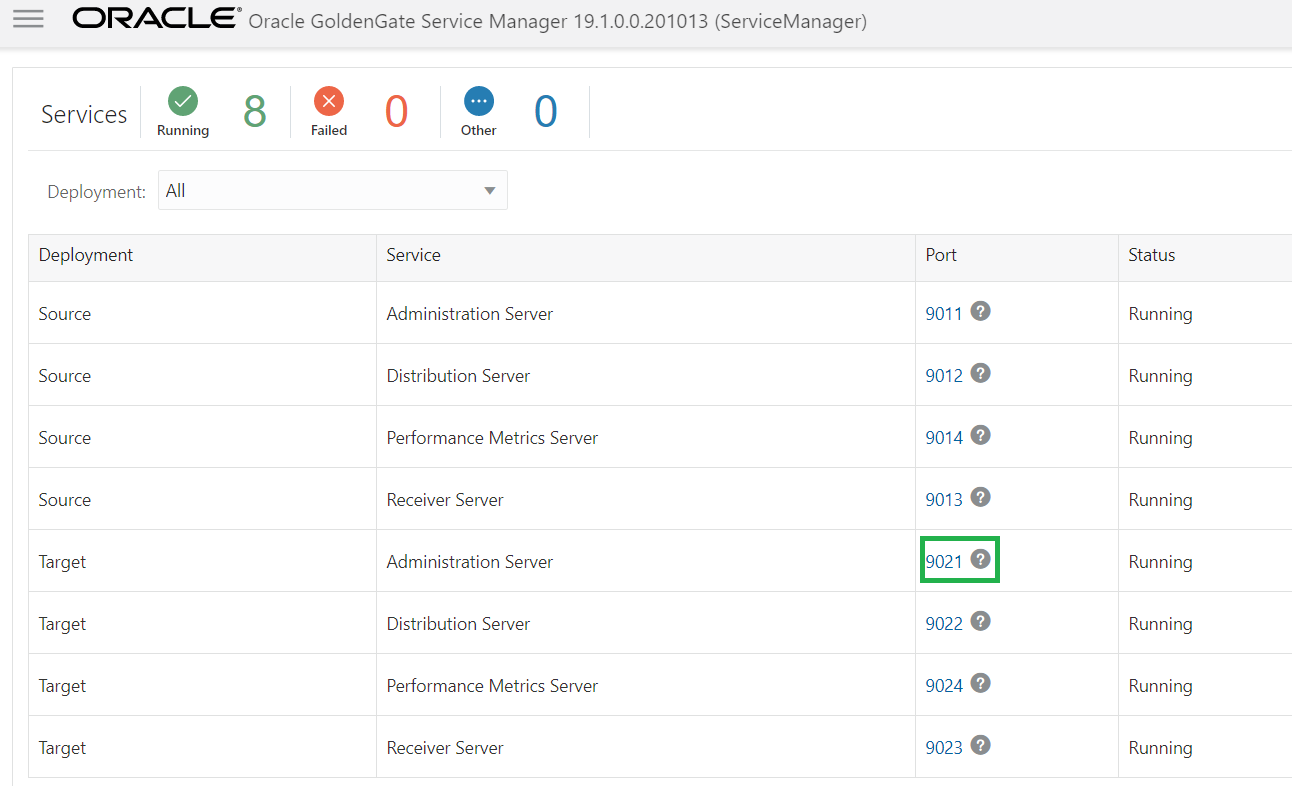 ORACLE® Oracle GoldenGate Service Manager 19.1.0.0.201013 (ServiceManager)
Services Running 8 Failed 0 Other 0
Deployment: All
Deployment Service Port Status
Source Administration Server 9011 ? Running
Source Distribution Server 9012 ? Running
Source Performance Metrics Server 9014 ? Running
Source Receiver Server 9013 ? Running
Target Administration Server 9021 ? Running
Target Distribution Server 9022 ? Running
Target Performance Metrics Server 9024 ? Running
Target Receiver Server 9023 ? Running